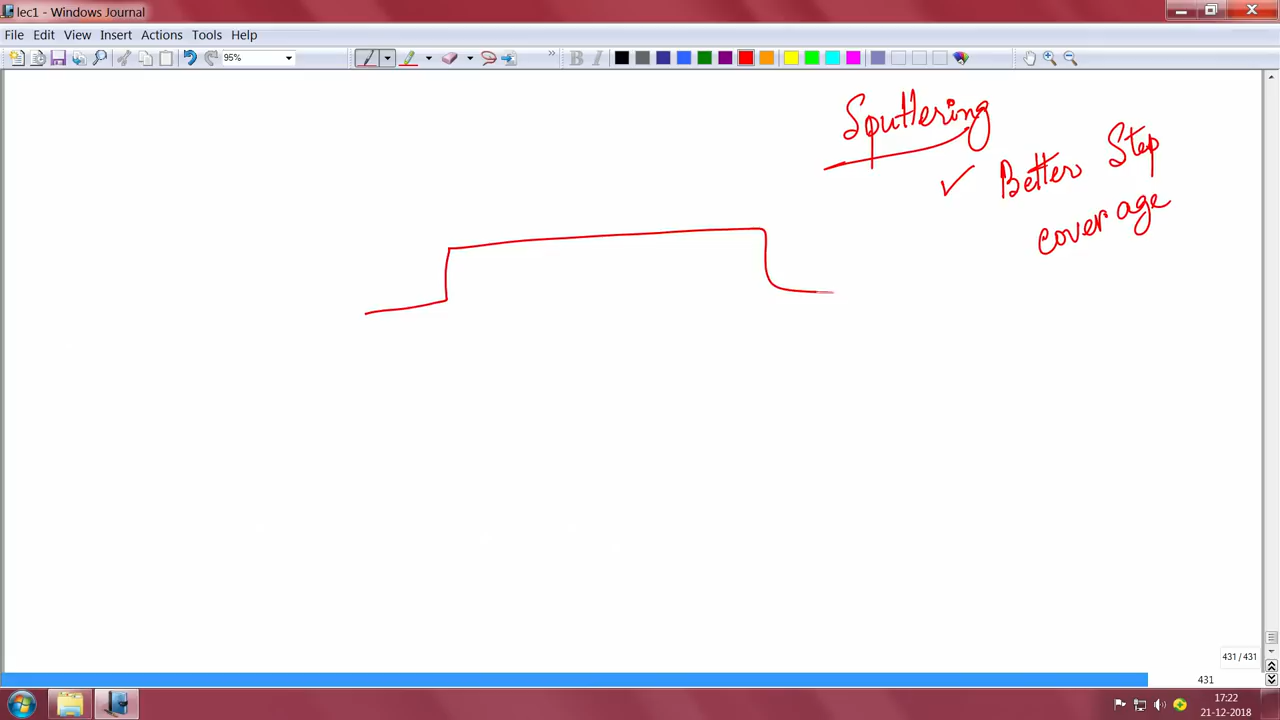 lec1 - Windows Journal
File Edit View Insert Actions Tools Help
95%
Sputtering
✓ Better Step
coverage
431 / 431
431
17:22
21-12-2018